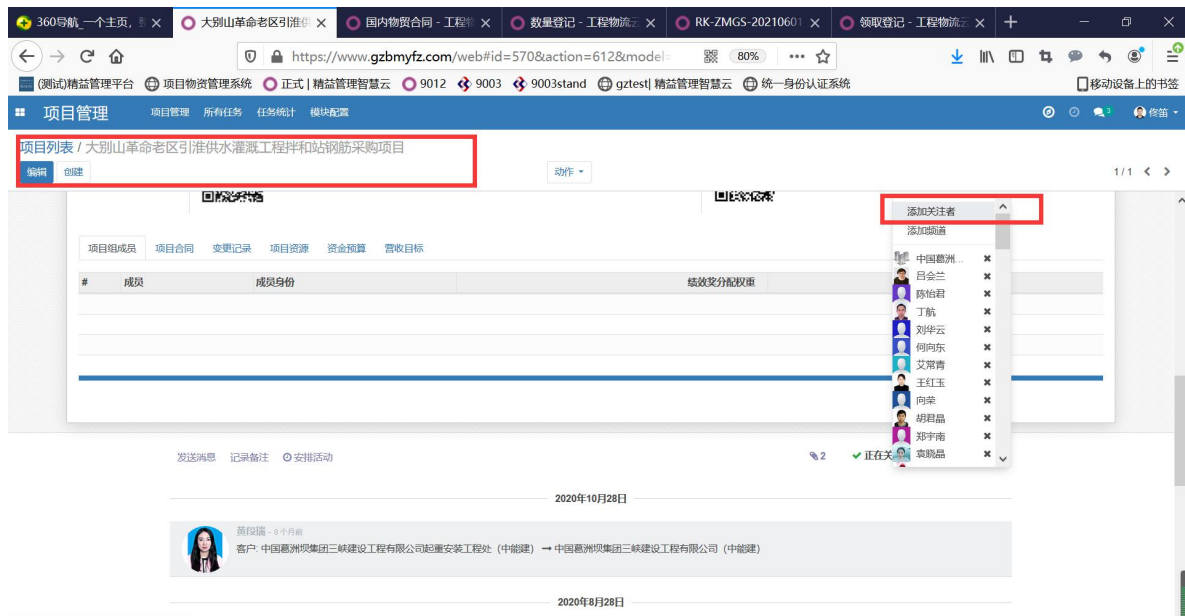 360导航_一个主页,
大别山革命老区引淮供
国内物贸合同 - 工程物
数量登记 - 工程物流云
RK-ZMGS-20210601
领取登记 - 工程物流云
https://www.gzbmyfz.com/web#id=570&action=612&model=
80%
(测试)精益管理平台
项目物资管理系统
正式 | 精益管理智慧云
9012
9003
9003stand
gztest| 精益管理智慧云
统一身份认证系统
移动设备上的书签
项目管理
项目管理 所有任务 任务统计 模块配置
3
佟笛
项目列表 / 大别山革命老区引淮供水灌溉工程拌和站钢筋采购项目
编辑 创建
动作
1/1
添加关注者
添加频道
项目组成员 项目合同 变更记录 项目资源 资金预算 营收目标
# 成员 成员身份 绩效奖分配权重
中国葛洲...
吕会兰
陈怡君
丁航
刘华云
何向东
艾常青
王红玉
向荣
胡君晶
郑宇南
袁晓晶
发送消息 记录备注 安排活动
2
正在关
2020年10月28日
黄段瑞 - 8 个月前
客户: 中国葛洲坝集团三峡建设工程有限公司起重安装工程处（中能建） → 中国葛洲坝集团三峡建设工程有限公司（中能建）
2020年8月28日